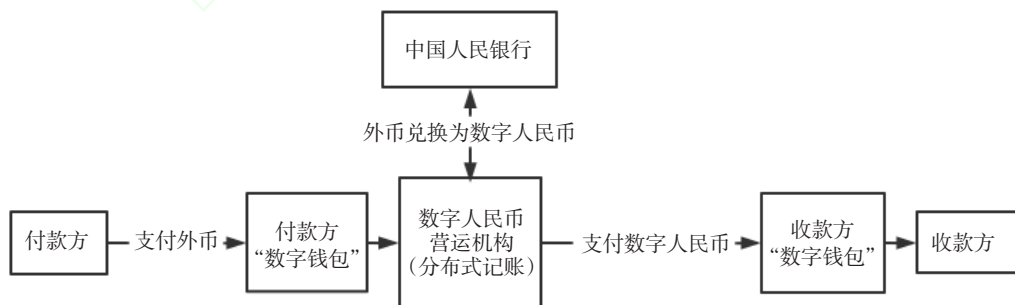 中国人民银行
外币兑换为数字人民币
付款方
支付外币
付款方
“数字钱包”
数字人民币
营运机构
（分布式记账）
支付数字人民币
收款方
“数字钱包”
收款方